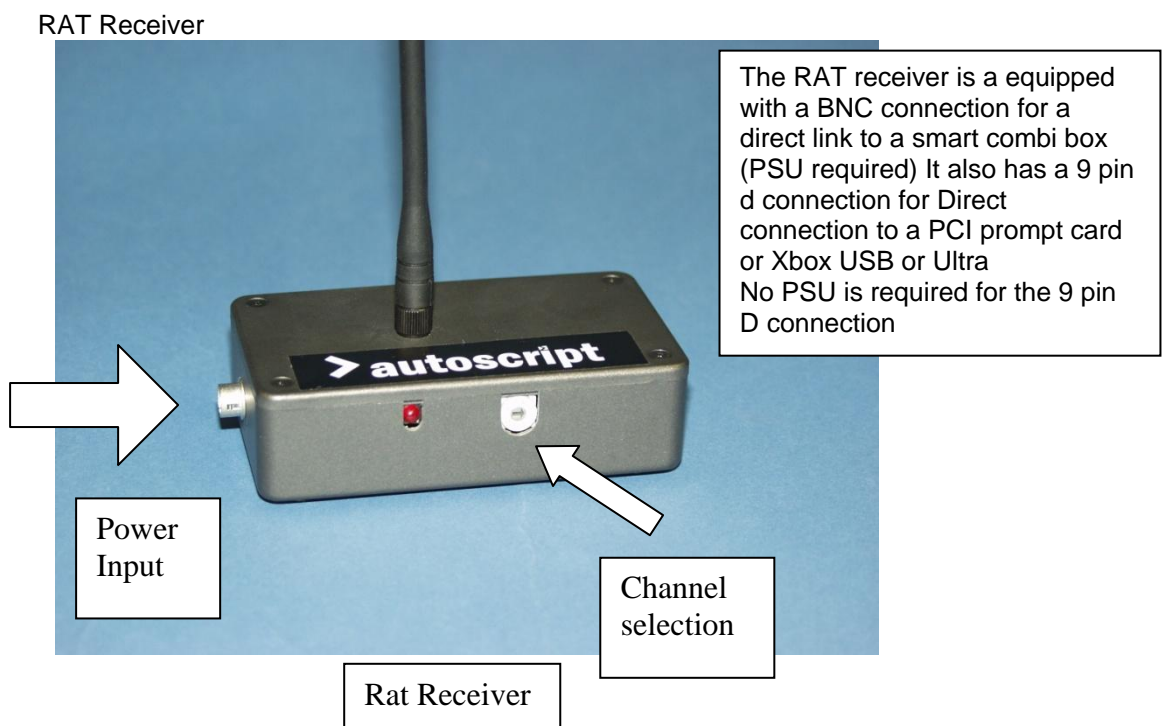 RAT Receiver
The RAT receiver is a equipped
with a BNC connection for a
direct link to a smart combi box
(PSU required) It also has a 9 pin
d connection for Direct
connection to a PCI prompt card
or Xbox USB or Ultra
No PSU is required for the 9 pin
D connection
> autoscript
Power
Input
Channel
selection
Rat Receiver